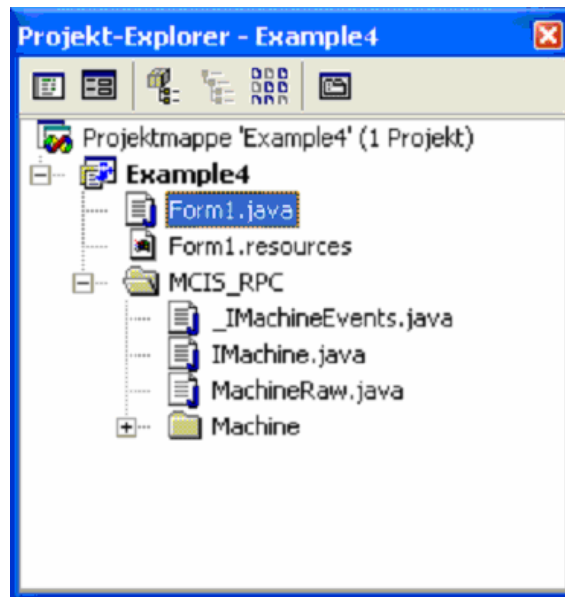 Projekt-Explorer - Example4
Projektmappe 'Example4' (1 Projekt)
Example4
Form1.java
Form1.resources
MCIS_RPC
_IMachineEvents.java
IMachine.java
MachineRaw.java
Machine